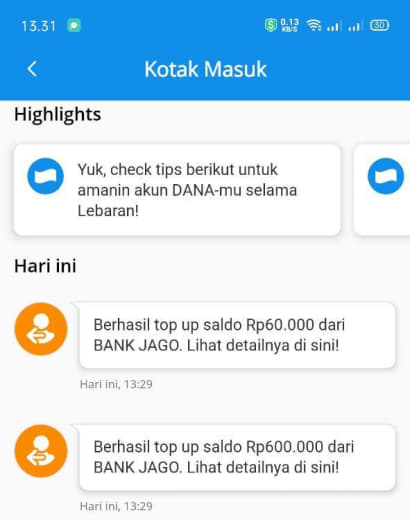 13.31
0.13
KB/S
30
Kotak Masuk
Highlights
Yuk, check tips berikut untuk
amanin akun DANA-mu selama
Lebaran!
Hari ini
Berhasil top up saldo Rp60.000 dari
BANK JAGO. Lihat detailnya di sini!
Hari ini, 13:29
Berhasil top up saldo Rp600.000 dari
BANK JAGO. Lihat detailnya di sini!
Hari ini, 13:29